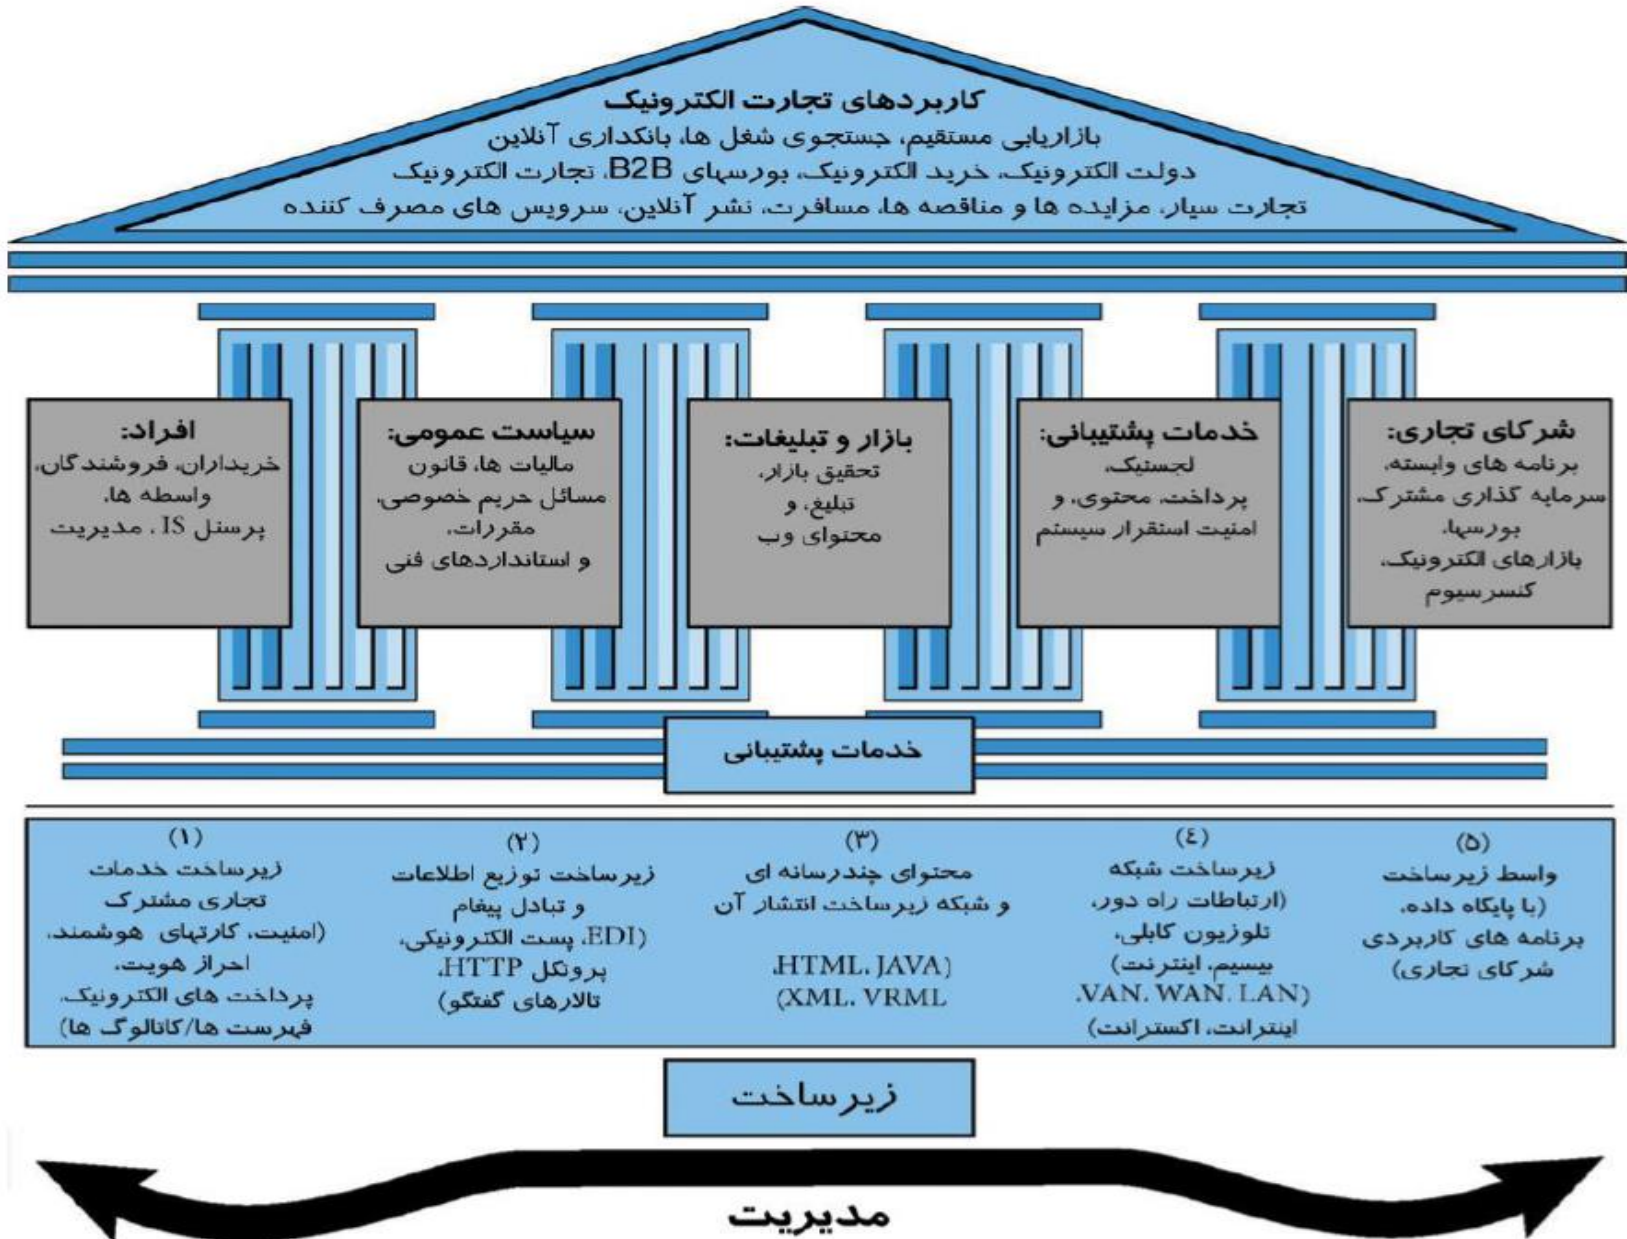 کاربردهای تجارت الکترونیک
بازاریابی مستقیم، جستجوی شغل ها، بانکداری آنلاین
دولت الکترونیک، خرید الکترونیک، بورسهای B2B، تجارت الکترونیک
تجارت سیار، مزایده ها و مناقصه ها، مسافرت، نشر آنلاین، سرویس های مصرف کننده
شرکای تجاری:
برنامه های وابسته،
سرمایه گذاری مشترک،
بورسها،
بازارهای الکترونیک،
کنسرسیوم
خدمات پشتیبانی:
لجستیک،
پرداخت، محتوی، و
امنیت استقرار سیستم
بازار و تبلیغات:
تحقیق بازار،
تبلیغ، و
محتوای وب
سیاست عمومی:
مالیات ها، قانون
مسائل حریم خصوصی،
مقررات،
و استانداردهای فنی
افراد:
خریداران، فروشندگان،
واسطه ها،
پرسنل IS، مدیریت
خدمات پشتیبانی
(۱)
زیرساخت خدمات
تجاری مشترک
(امنیت، کارتهای هوشمند،
احراز هویت،
پرداخت های الکترونیک،
فهرست ها/کاتالوگ ها)
(۲)
زیرساخت توزیع اطلاعات
و تبادل پیغام
(EDI، پست الکترونیکی،
پروتکل HTTP،
تالارهای گفتگو)
(۳)
محتوای چندرسانه ای
و شبکه زیرساخت انتشار آن
(HTML، JAVA،
XML، VRML)
(٤)
زیرساخت شبکه
(ارتباطات راه دور،
تلوزیون کابلی،
بیسیم، اینترنت)
(VAN، WAN، LAN،
اینترانت، اکسترانت)
(۵)
واسط زیرساخت
(با پایگاه داده،
برنامه های کاربردی
شرکای تجاری)
زیرساخت
مدیریت